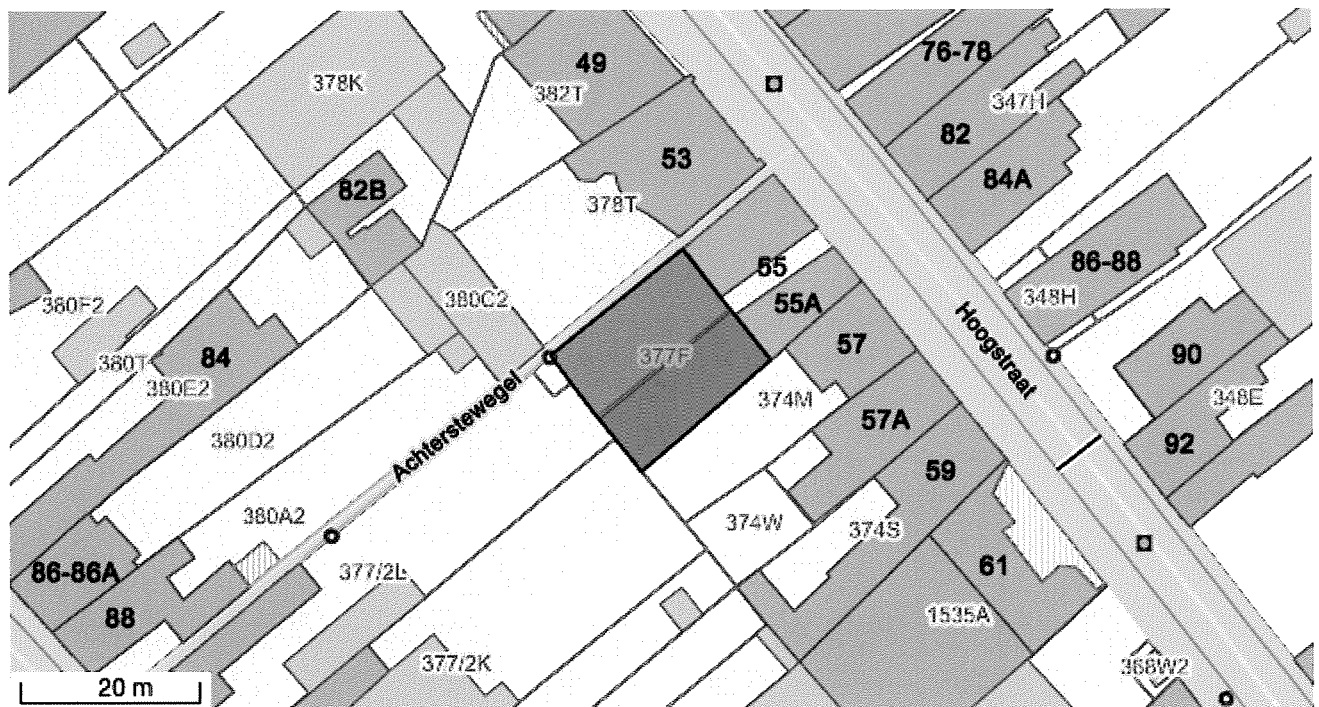 49
382T
76-78
378K
347H
82
53
84A
82B
378T
65
86-88
348H
380F2
380C2
55A
Hoogstraat
380T
84
380E2
377F
57
90
374M
348E
Achterstewegel
380D2
57A
92
59
380A2
374W
374S
86-86A
377/2L
61
88
1535A
377/2K
368W2
20 m